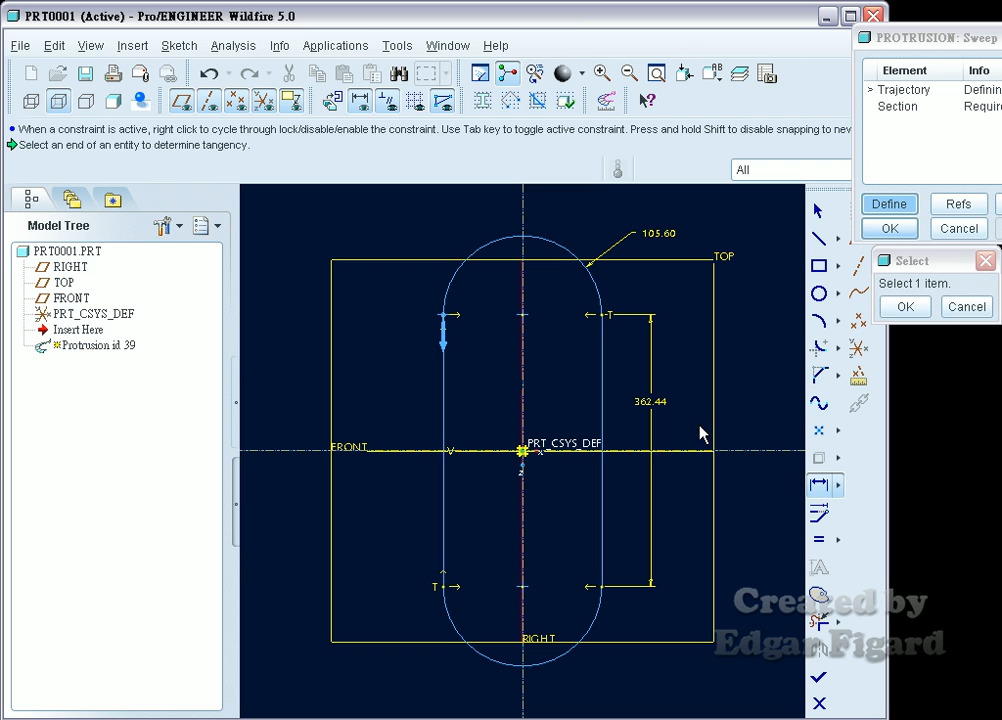 PRT0001 (Active) - Pro/ENGINEER Wildfire 5.0
File Edit View Insert Sketch Analysis Info Applications Tools Window Help
When a constraint is active, right click to cycle through lock/disable/enable the constraint. Use Tab key to toggle active constraint. Press and hold Shift to disable snapping to new
Select an end of an entity to determine tangency.
All
Model Tree
PRT0001.PRT
RIGHT
TOP
FRONT
PRT_CSYS_DEF
Insert Here
Protrusion id 39
105.60
TOP
T
362.44
PRT_CSYS_DEF
FRONT
V
x
z
T
RIGHT
PROTRUSION: Sweep
Element Info
> Trajectory Definin
Section Require
Define Refs
OK Cancel
Select
Select 1 item.
OK Cancel
Created by
Edgar Figard